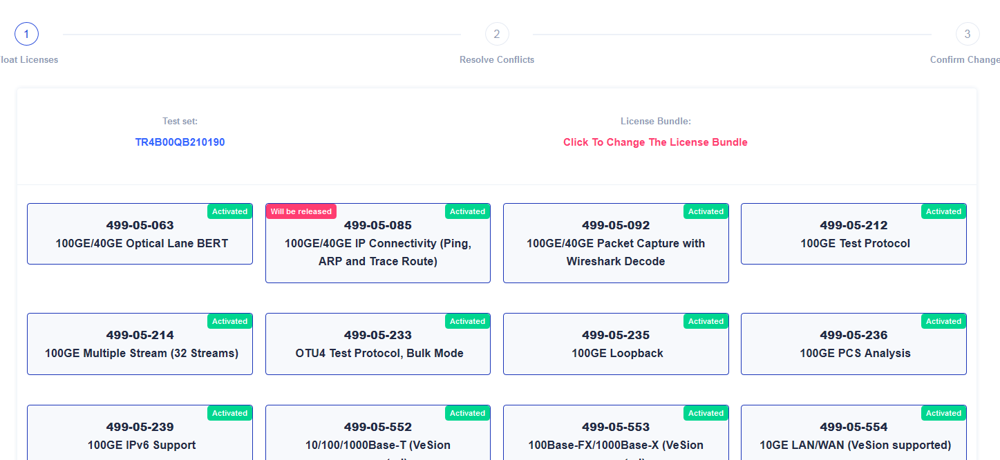 1
2
3
loat Licenses
Resolve Conflicts
Confirm Change
Test set:
License Bundle:
TR4B00QB210190
Click To Change The License Bundle
Activated
499-05-063
100GE/40GE Optical Lane BERT
Will be released
Activated
499-05-085
100GE/40GE IP Connectivity (Ping,
ARP and Trace Route)
Activated
499-05-092
100GE/40GE Packet Capture with
Wireshark Decode
Activated
499-05-212
100GE Test Protocol
Activated
499-05-214
100GE Multiple Stream (32 Streams)
Activated
499-05-233
OTU4 Test Protocol, Bulk Mode
Activated
499-05-235
100GE Loopback
Activated
499-05-236
100GE PCS Analysis
Activated
499-05-239
100GE IPv6 Support
Activated
499-05-552
10/100/1000Base-T (VeSion
Activated
499-05-553
100Base-FX/1000Base-X (VeSion
Activated
499-05-554
10GE LAN/WAN (VeSion supported)